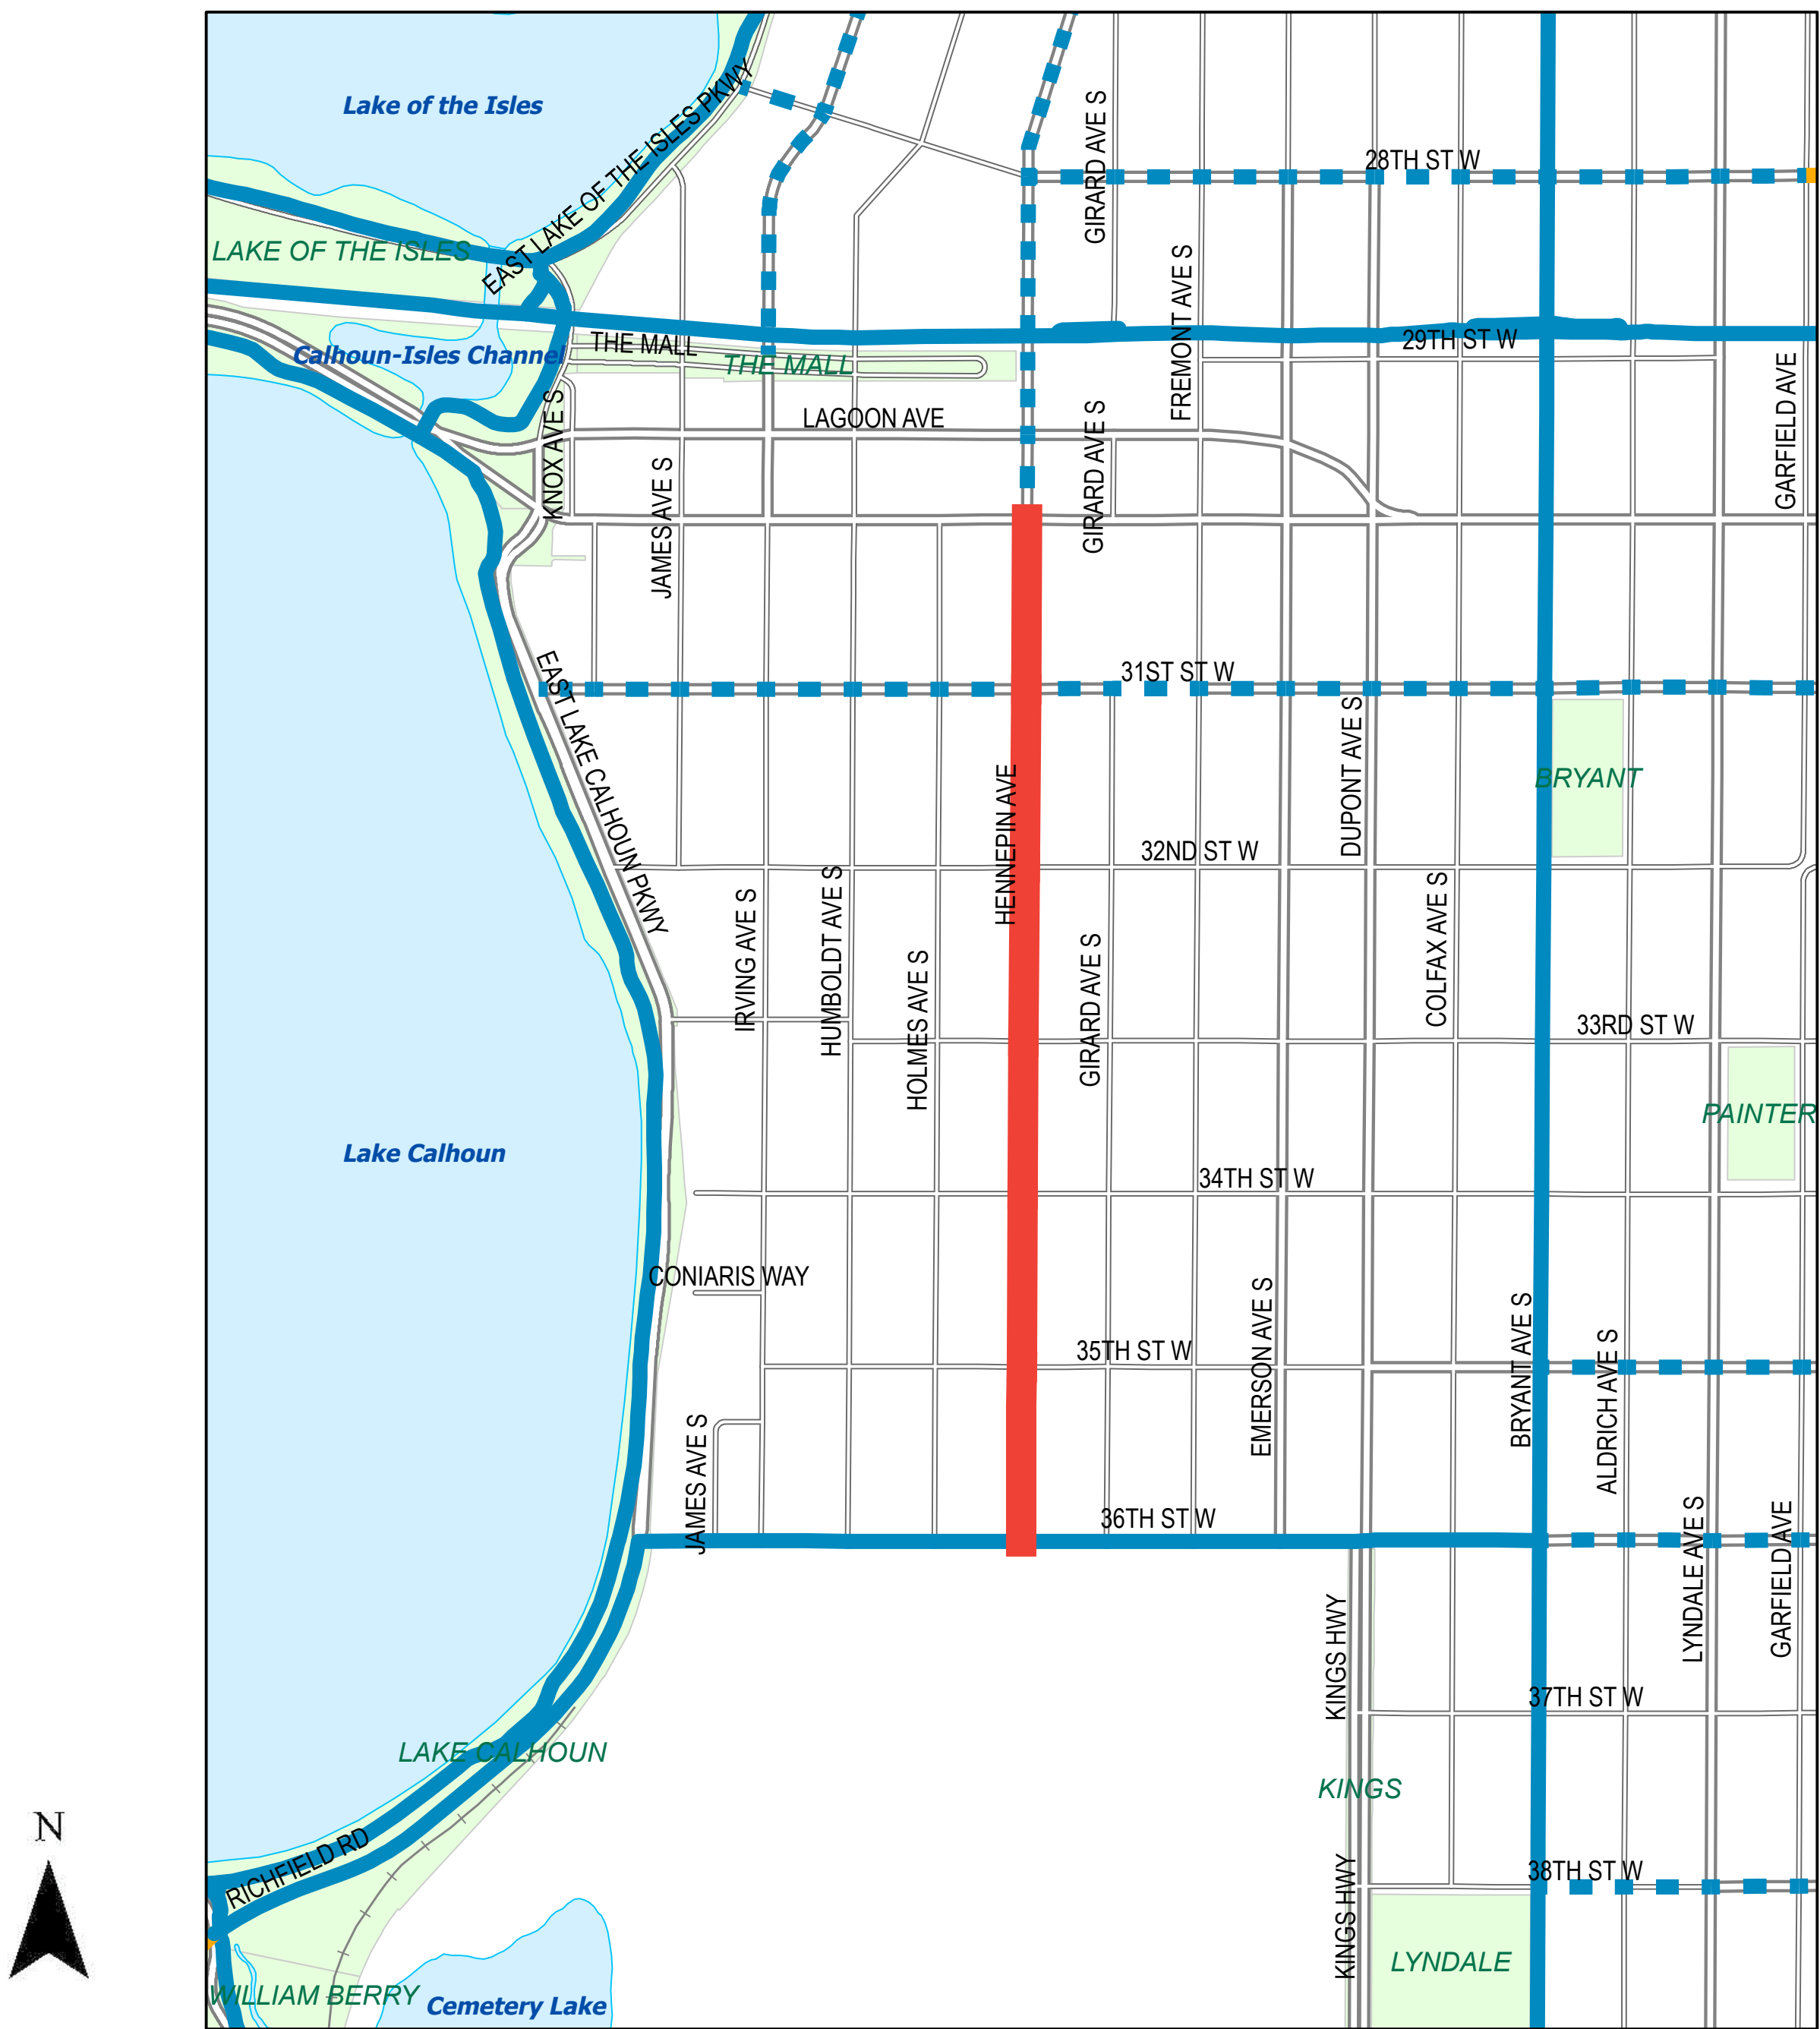 Lake of the Isles
EAST LAKE OF THE ISLES PKWY
GIRARD AVE S
28TH ST W
LAKE OF THE ISLES
FREMONT AVE S
THE MALL
29TH ST W
Calhoun-Isles Channel
THE MALL
GARFIELD AVE
KNOX AVE S
LAGOON AVE
GIRARD AVE S
JAMES AVE S
EAST LAKE CALHOUN PKWY
31ST ST W
DUPONT AVE S
HENNEPIN AVE
BRYANT
32ND ST W
IRVING AVE S
HUMBOLDT AVE S
HOLMES AVE S
GIRARD AVE S
COLFAX AVE S
33RD ST W
PAINTER
Lake Calhoun
34TH ST W
CONIARIS WAY
EMERSON AVE S
BRYANT AVE S
35TH ST W
ALDRICH AVE S
JAMES AVE S
36TH ST W
LYNDALE AVE S
GARFIELD AVE
KINGS HWY
37TH ST W
LAKE CALHOUN
KINGS
N
RICHFIELD RD
38TH ST W
KINGS HWY
LYNDALE
WILLIAM BERRY
Cemetery Lake